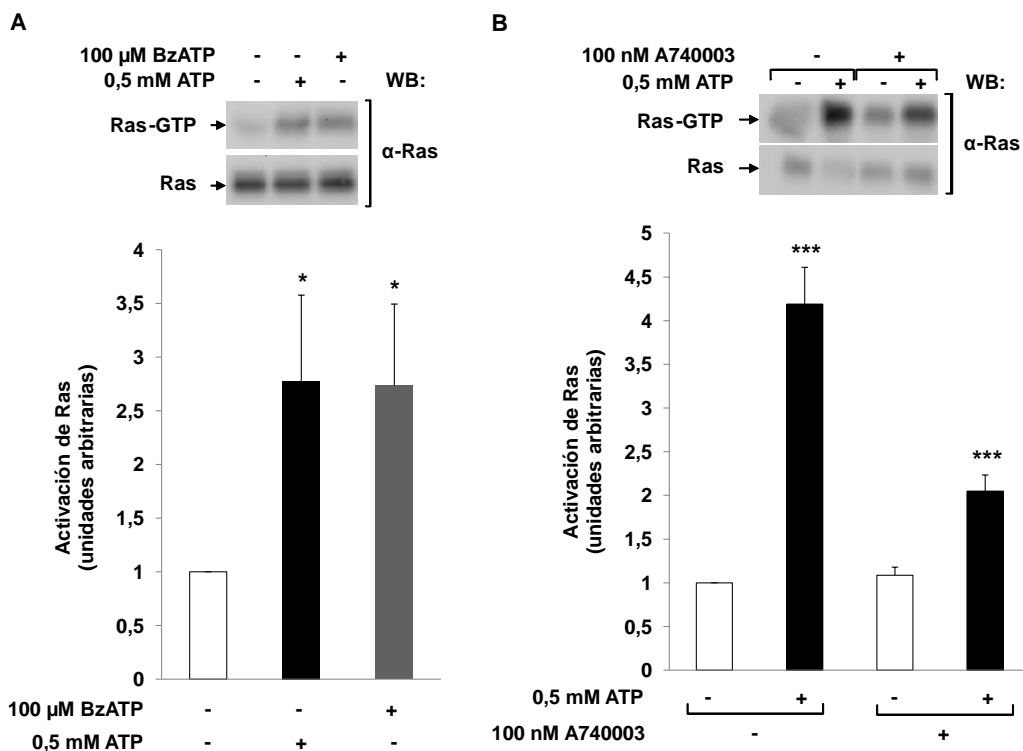 A
100 µM BzATP - - +
0,5 mM ATP - + - WB:
Ras-GTP
α-Ras
Ras
Activación de Ras
(unidades arbitrarias)
4
3,5
3
2,5
2
1,5
1
0,5
0
* *
100 µM BzATP - - +
0,5 mM ATP - + -
B
100 nM A740003 - +
0,5 mM ATP - + - + WB:
Ras-GTP
α-Ras
Ras
Activación de Ras
(unidades arbitrarias)
5
4,5
4
3,5
3
2,5
2
1,5
1
0,5
0
***
***
0,5 mM ATP - + - +
100 nM A740003 - +